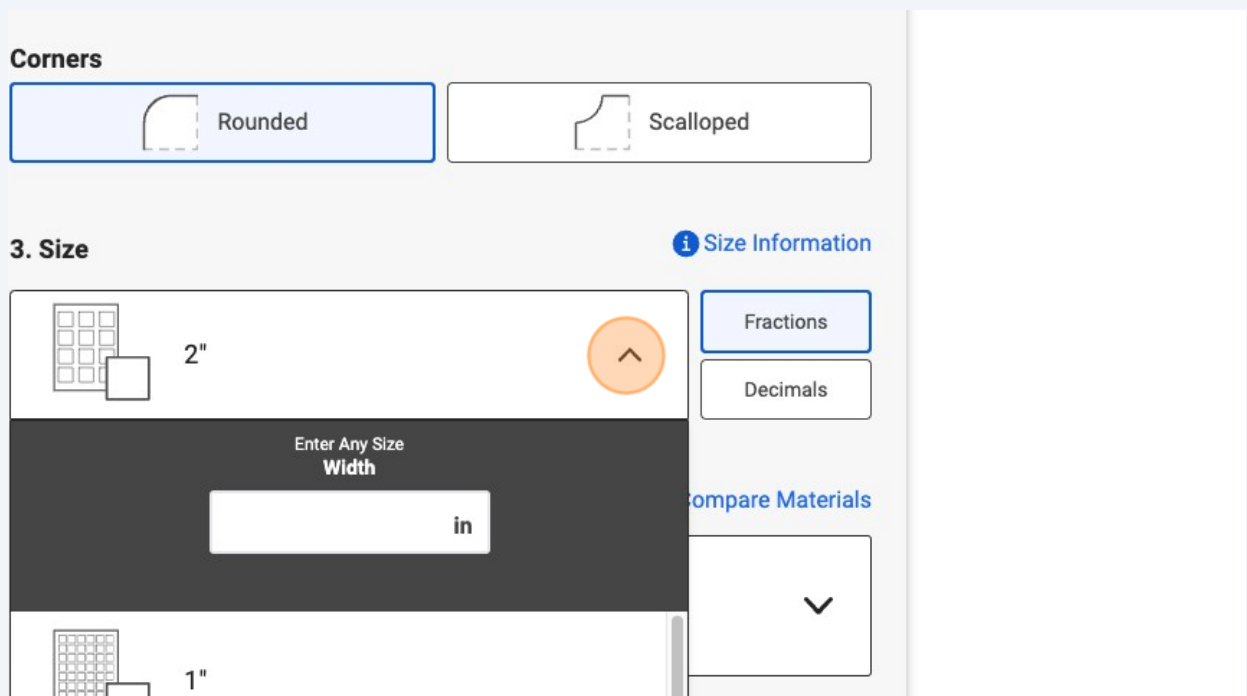 Corners
Rounded
Scalloped
3. Size
Size Information
2"
Fractions
Decimals
Enter Any Size
Width
in
ompare Materials
1"